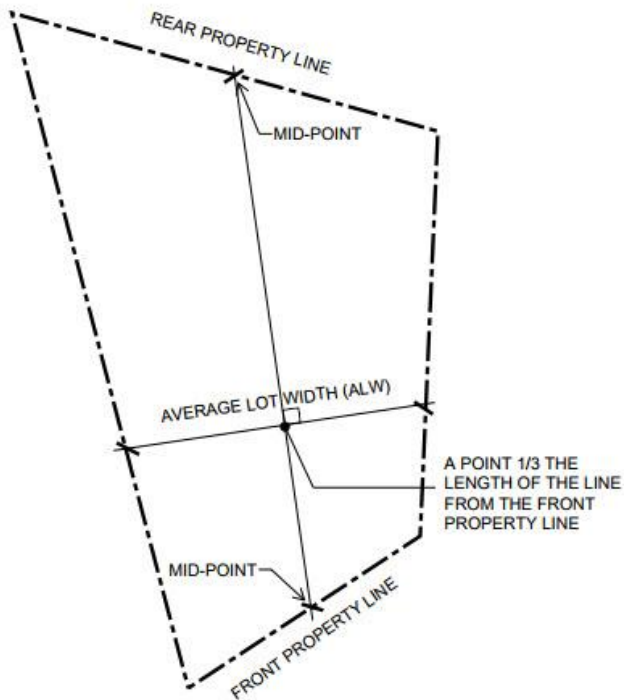 REAR PROPERTY LINE
MID-POINT
AVERAGE LOT WIDTH (ALW)
A POINT 1/3 THE
LENGTH OF THE LINE
FROM THE FRONT
PROPERTY LINE
MID-POINT
FRONT PROPERTY LINE